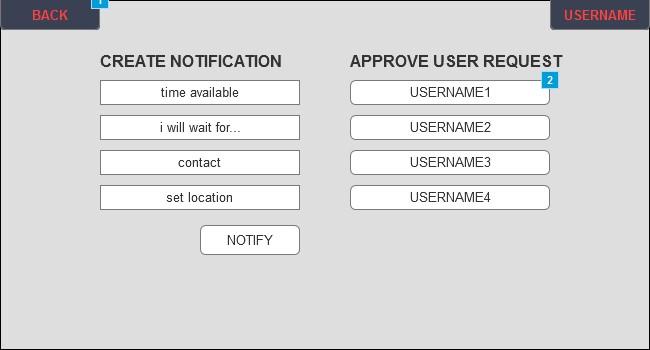 BACK
1
USERNAME
CREATE NOTIFICATION
time available
i will wait for...
contact
set location
NOTIFY
APPROVE USER REQUEST
2
USERNAME1
USERNAME2
USERNAME3
USERNAME4